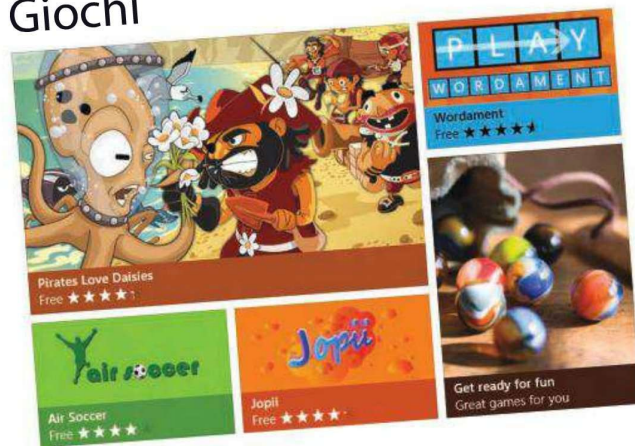 Giochi
Pirates Love Daisies
Free
PLAY
WORDAMENT
Wordament
Free
air soccer
Air Soccer
Free
Jopii
Jopii
Free
Get ready for fun
Great games for you